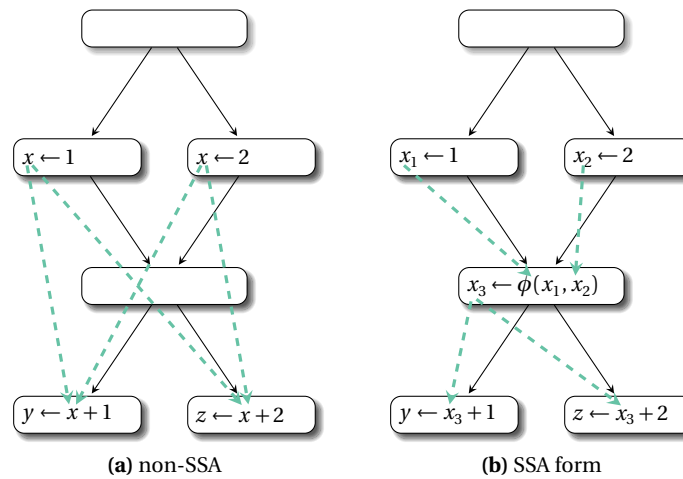 x ← 1
x ← 2
x₁ ← 1
x₂ ← 2
x₃ ← ϕ(x₁, x₂)
y ← x + 1
z ← x + 2
y ← x₃ + 1
z ← x₃ + 2
(a) non-SSA
(b) SSA form